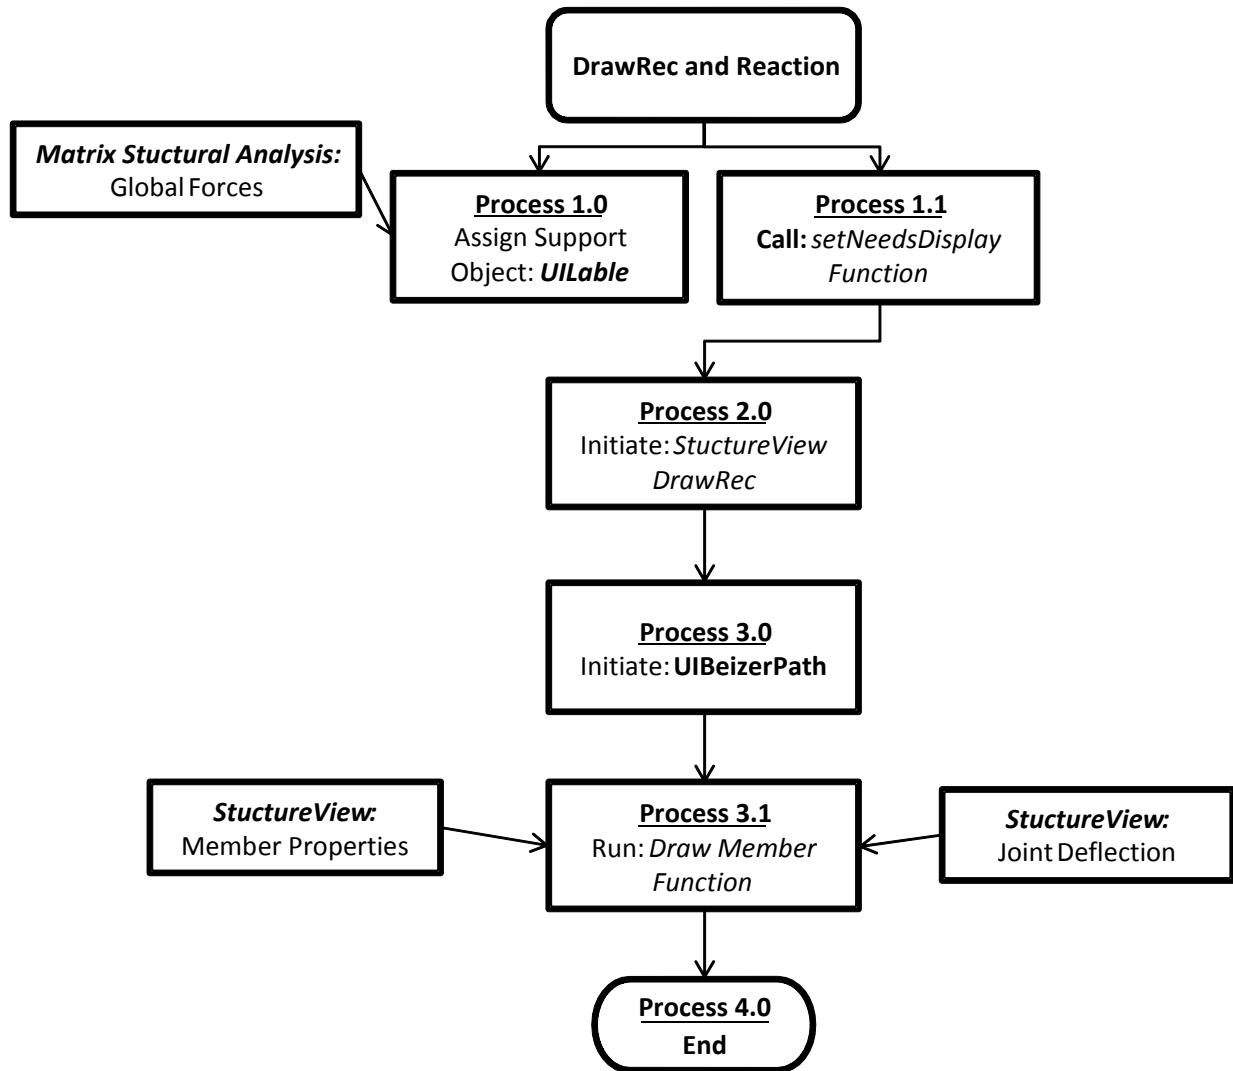 DrawRec and Reaction
Matrix Stuctural Analysis:
Global Forces
Process 1.0
Assign Support
Object: UILable
Process 1.1
Call: setNeedsDisplay
Function
Process 2.0
Initiate: StuctureView
DrawRec
Process 3.0
Initiate: UIBeizerPath
StuctureView:
Member Properties
Process 3.1
Run: Draw Member
Function
StuctureView:
Joint Deflection
Process 4.0
End